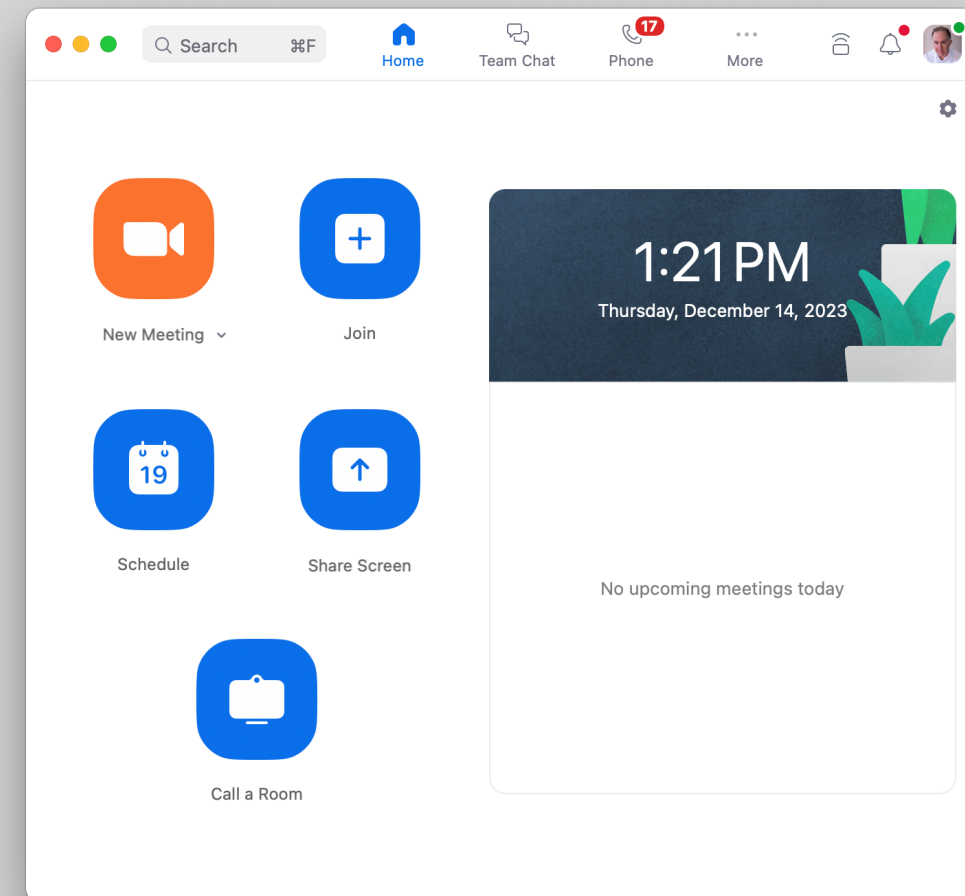 Search ⌘F
Home
Team Chat
17
Phone
More
1:21 PM
Thursday, December 14, 2023
New Meeting
Join
19
Schedule
Share Screen
No upcoming meetings today
Call a Room